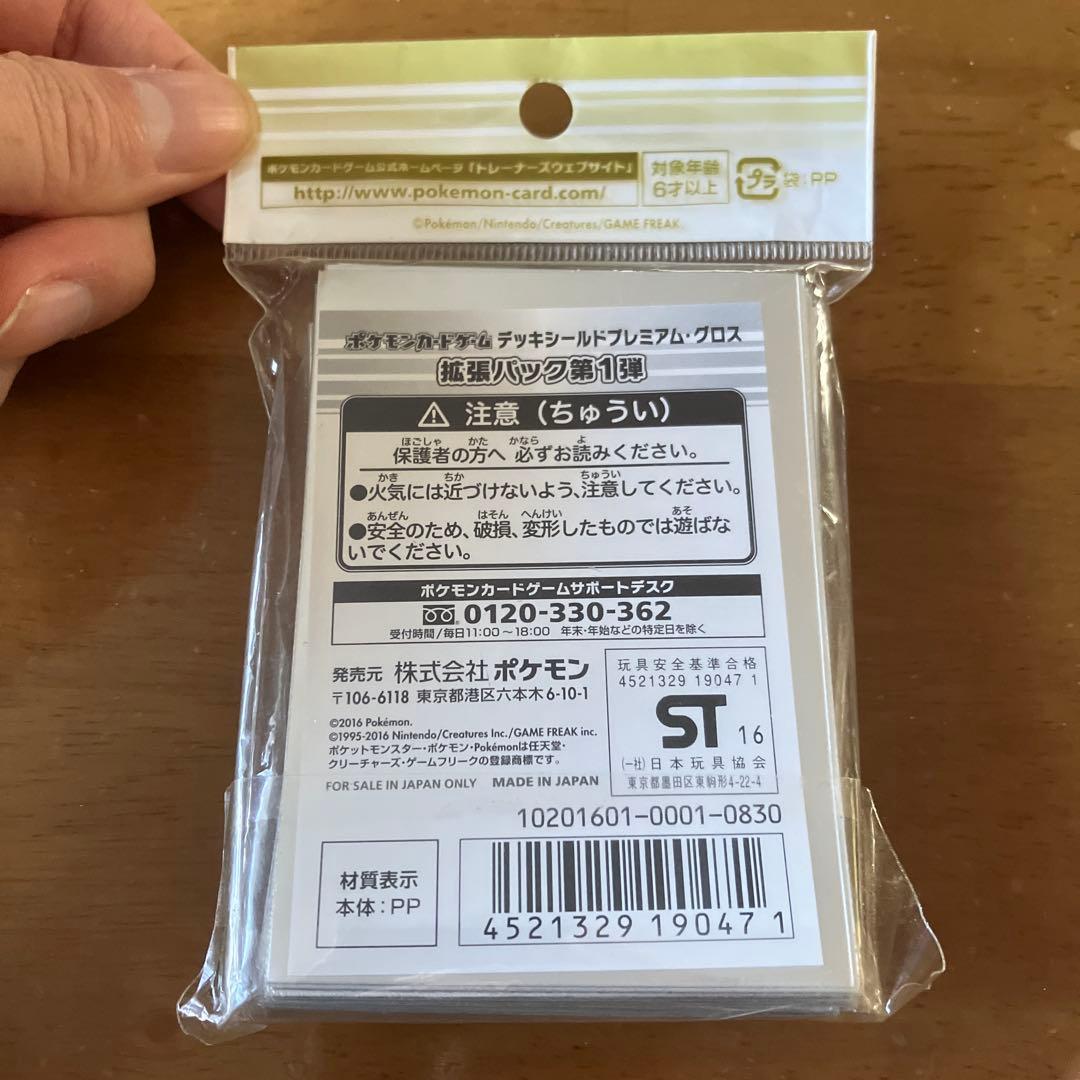 ポケモンカードゲーム公式ホームページ「トレーナーズウェブサイト」
http://www.pokemon-card.com/
対象年齢
6才以上
プラ
袋:PP
©Pokémon/Nintendo/Creatures/GAME FREAK
ポケモンカードゲーム デッキシールドプレミアム・グロス
拡張パック第1弾
注意(ちゅうい)
ほごしゃ かた かなら よ
保護者の方へ 必ずお読みください。
かき ちか ちゅうい
●火気には近づけないよう、注意してください。
あんぜん はそん へんけい あそ
●安全のため、破損、変形したものでは遊ばな
いでください。
ポケモンカードゲームサポートデスク
0120-330-362
受付時間/毎日11:00~18:00 年末・年始などの特定日を除く
発売元 株式会社 ポケモン
〒106-6118 東京都港区六本木6-10-1
©2016 Pokémon.
©1995-2016 Nintendo/Creatures Inc./GAME FREAK inc.
ポケットモンスター・ポケモン・Pokémonは任天堂・
クリーチャーズ・ゲームフリークの登録商標です。
FOR SALE IN JAPAN ONLY MADE IN JAPAN
玩具安全基準合格
4521329 19047 1
ST 16
(一社)日本玩具協会
東京都墨田区東駒形4-22-4
10201601-0001-0830
材質表示
本体:PP
4521329 190471